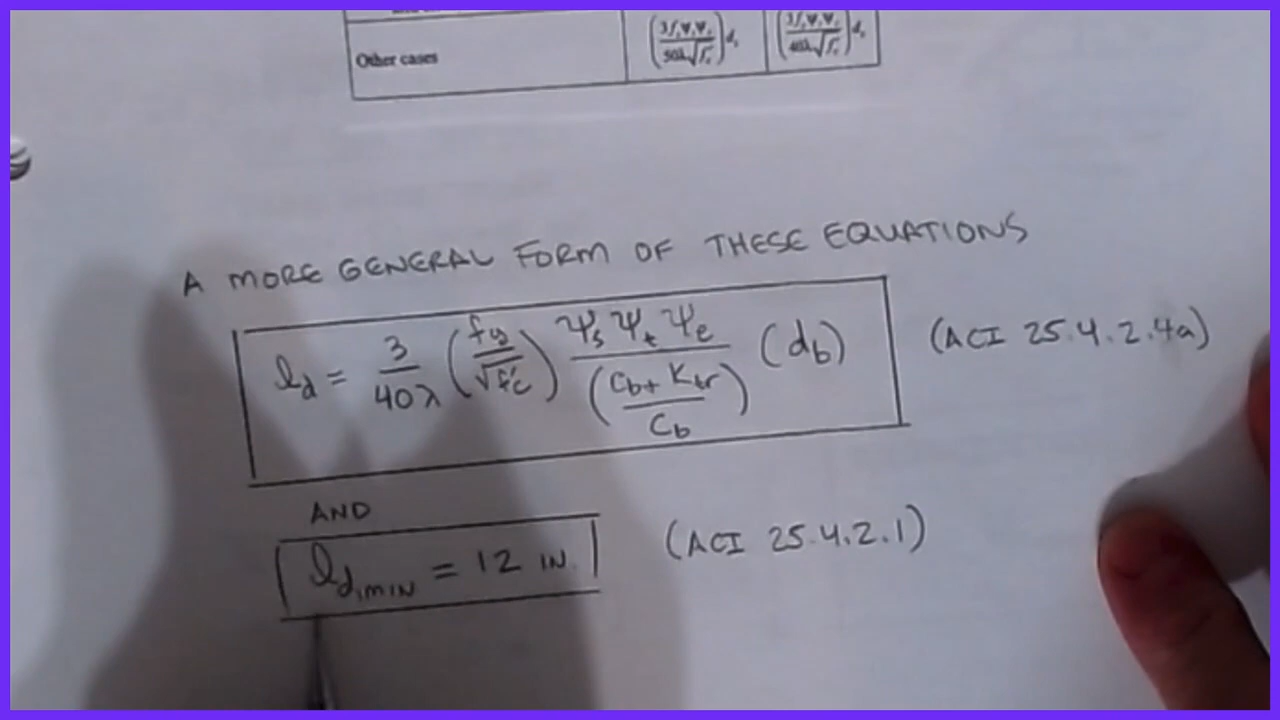 Other cases
A MORE GENERAL FORM OF THESE EQUATIONS
ld = 3/40λ (fy/√f'c) ψs ψt ψe/((cb + Ktr)/cb) (db) (ACI 25.4.2.4a)
AND
ld,MIN = 12 IN. (ACI 25.4.2.1)